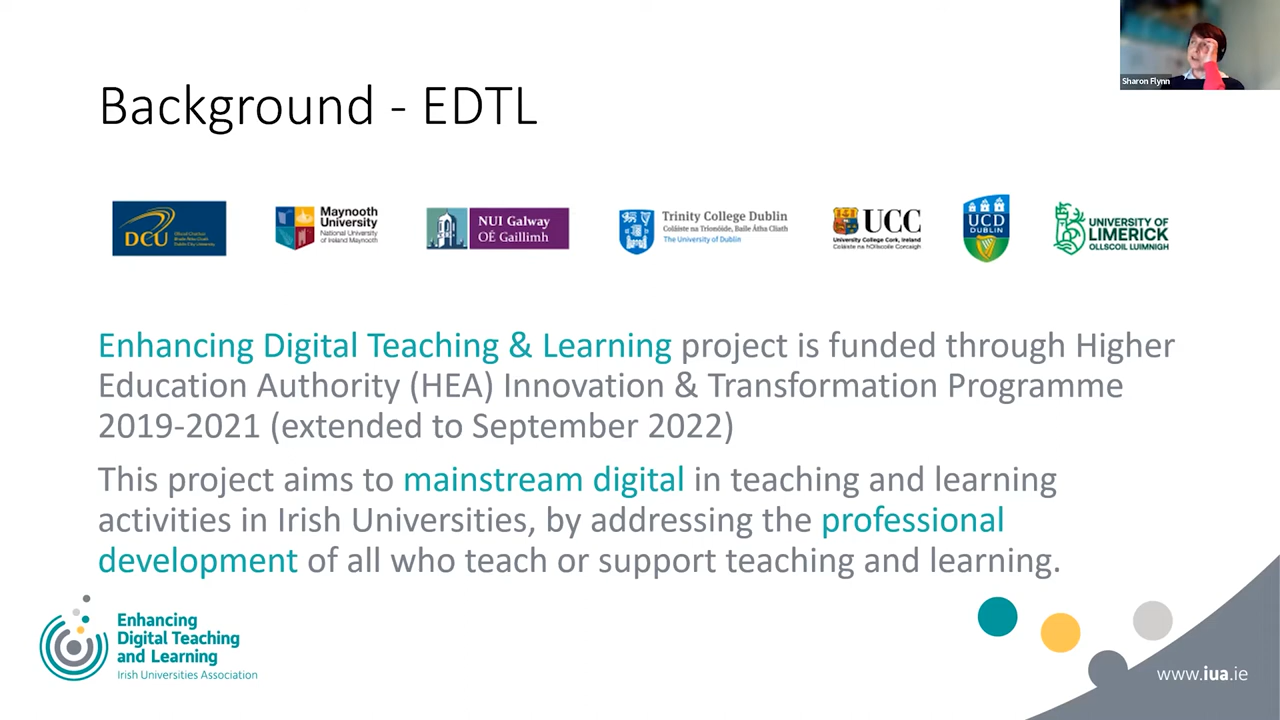 Sharon Flynn
Background - EDTL
DCU
Maynooth
University
National University
of Ireland Maynooth
NUI Galway
OÉ Gaillimh
Trinity College Dublin
Coláiste na Tríonóide, Baile Átha Cliath
The University of Dublin
UCC
University College Cork, Ireland
Coláiste na hOllscoile Corcaigh
UCD
DUBLIN
UNIVERSITY OF
LIMERICK
OLLSCOIL LUIMNIGH
Enhancing Digital Teaching & Learning project is funded through Higher
Education Authority (HEA) Innovation & Transformation Programme
2019-2021 (extended to September 2022)
This project aims to mainstream digital in teaching and learning
activities in Irish Universities, by addressing the professional
development of all who teach or support teaching and learning.
Enhancing
Digital Teaching
and Learning
Irish Universities Association
www.iua.ie